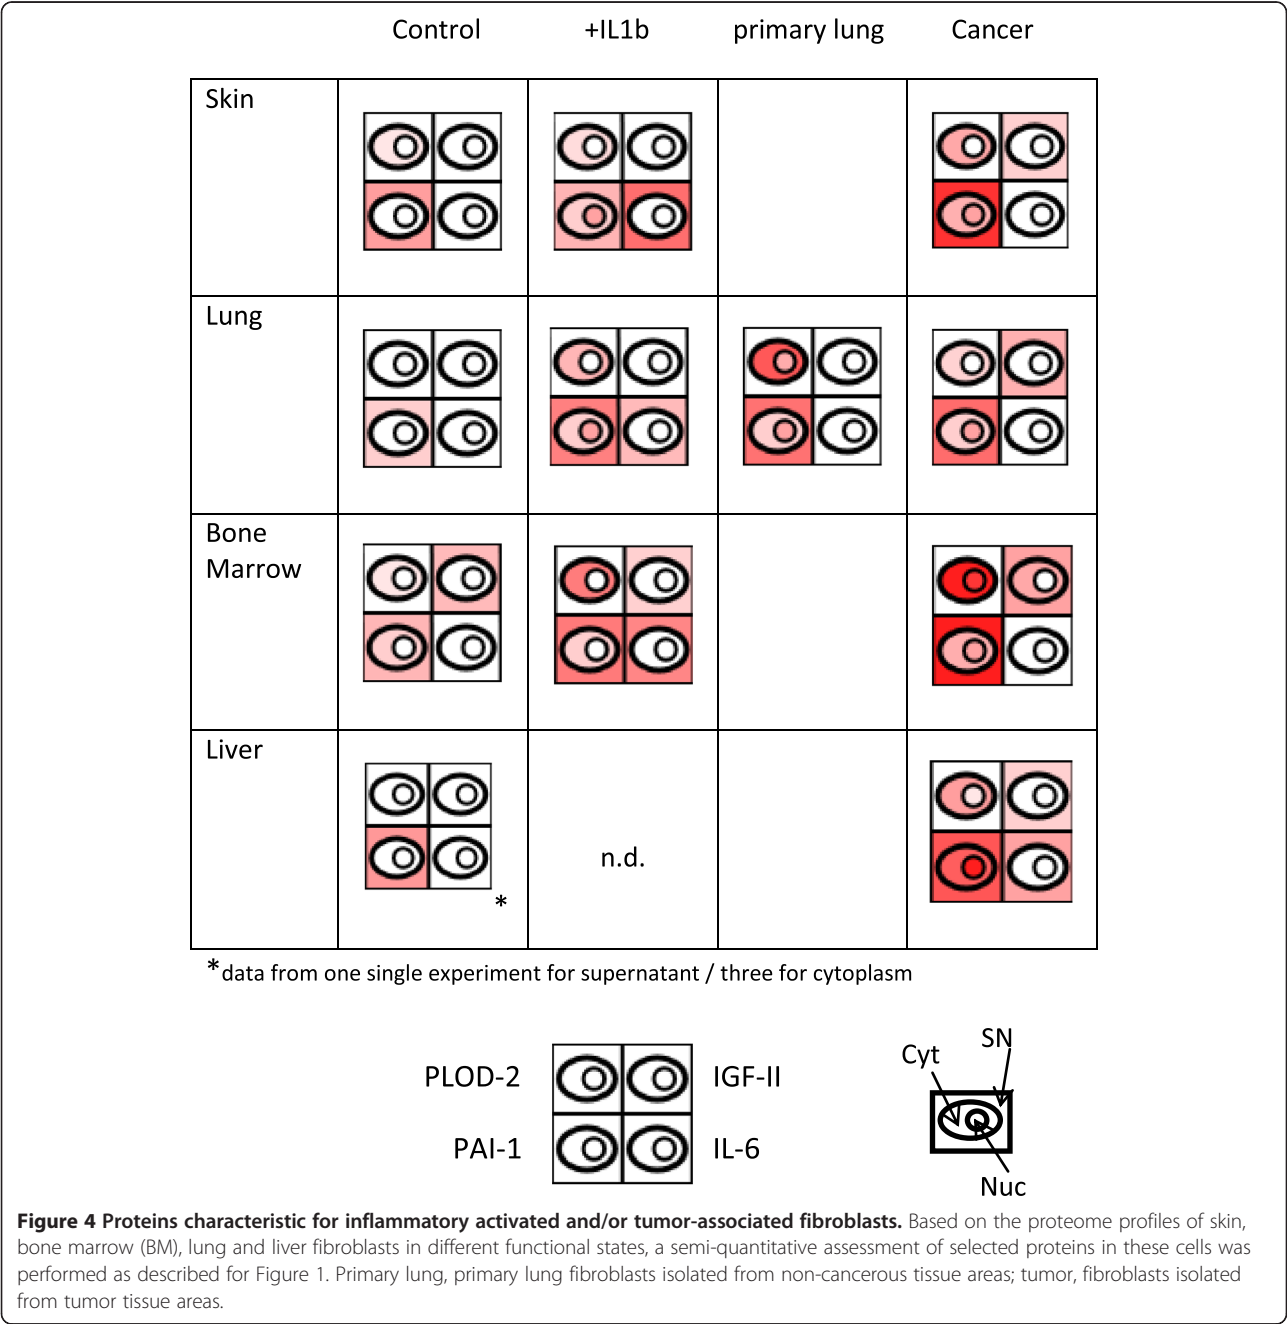 Control +IL1b primary lung Cancer
Skin
Lung
Bone
Marrow
Liver
n.d.
*
*data from one single experiment for supernatant / three for cytoplasm
SN
Cyt
PLOD-2 IGF-II
PAI-1 IL-6
Nuc
Figure 4 Proteins characteristic for inflammatory activated and/or tumor-associated fibroblasts. Based on the proteome profiles of skin,
bone marrow (BM), lung and liver fibroblasts in different functional states, a semi-quantitative assessment of selected proteins in these cells was
performed as described for Figure 1. Primary lung, primary lung fibroblasts isolated from non-cancerous tissue areas; tumor, fibroblasts isolated
from tumor tissue areas.